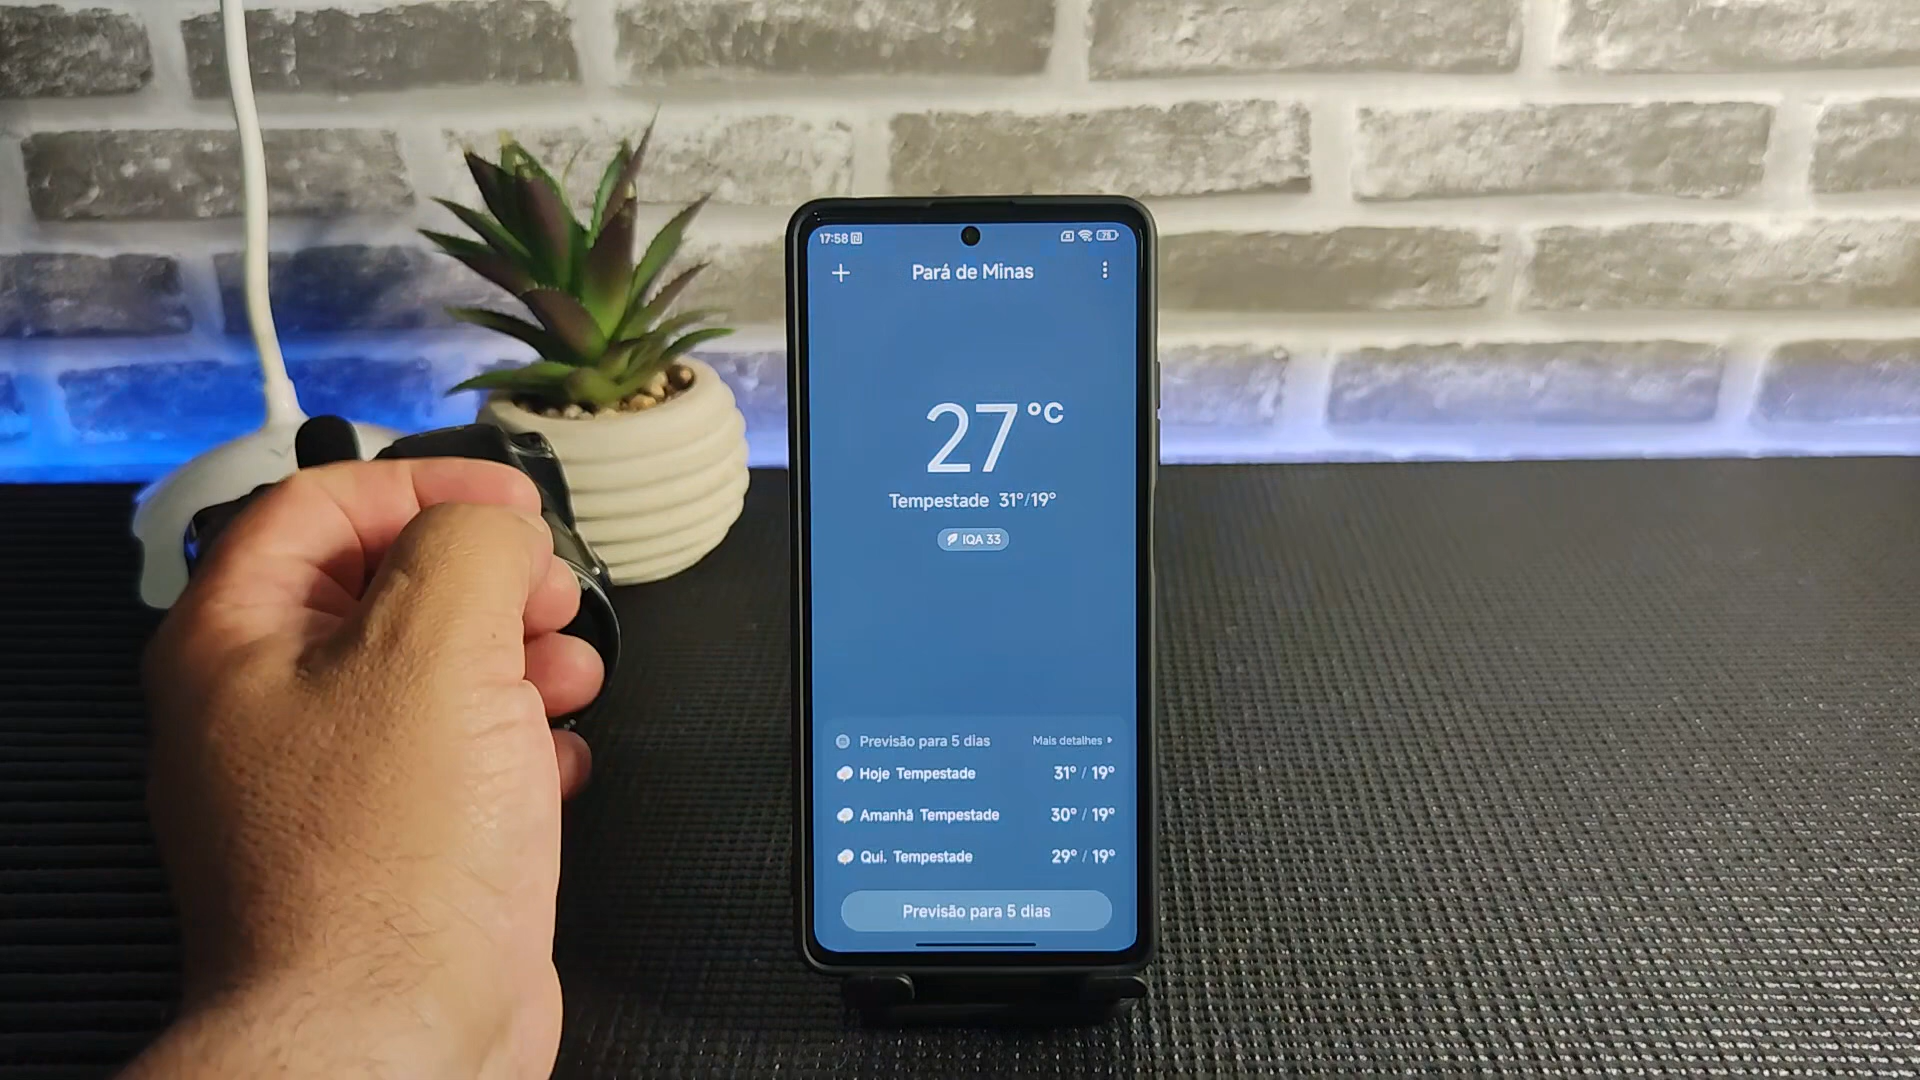 17:58
75
Pará de Minas
27°C
Tempestade 31°/19°
IQA 33
Previsão para 5 dias Mais detalhes
Hoje Tempestade 31° / 19°
Amanhã Tempestade 30° / 19°
Qui. Tempestade 29° / 19°
Previsão para 5 dias